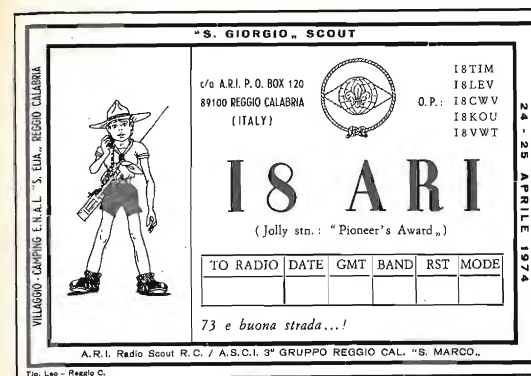 "S. GIORGIO„ SCOUT
VILLAGGIO - CAMPING E.N.A.L "S. ELIA„ REGGIO CALABRIA
c/o A.R.I. P. O. BOX 120
89100 REGGIO CALABRIA
(ITALY)
O. P.:
I8TIM
I8LEV
I8CWV
I8KOU
I8VWT
I8 ARI
(Jolly stn.: "Pioneer's Award„)
TO RADIO DATE GMT BAND RST MODE
73 e buona strada...!
24 - 25 APRILE 1974
A.R.I. Radio Scout R.C. / A.S.C.I. 3° GRUPPO REGGIO CAL. "S. MARCO„
Tip. Leo - Reggio C.